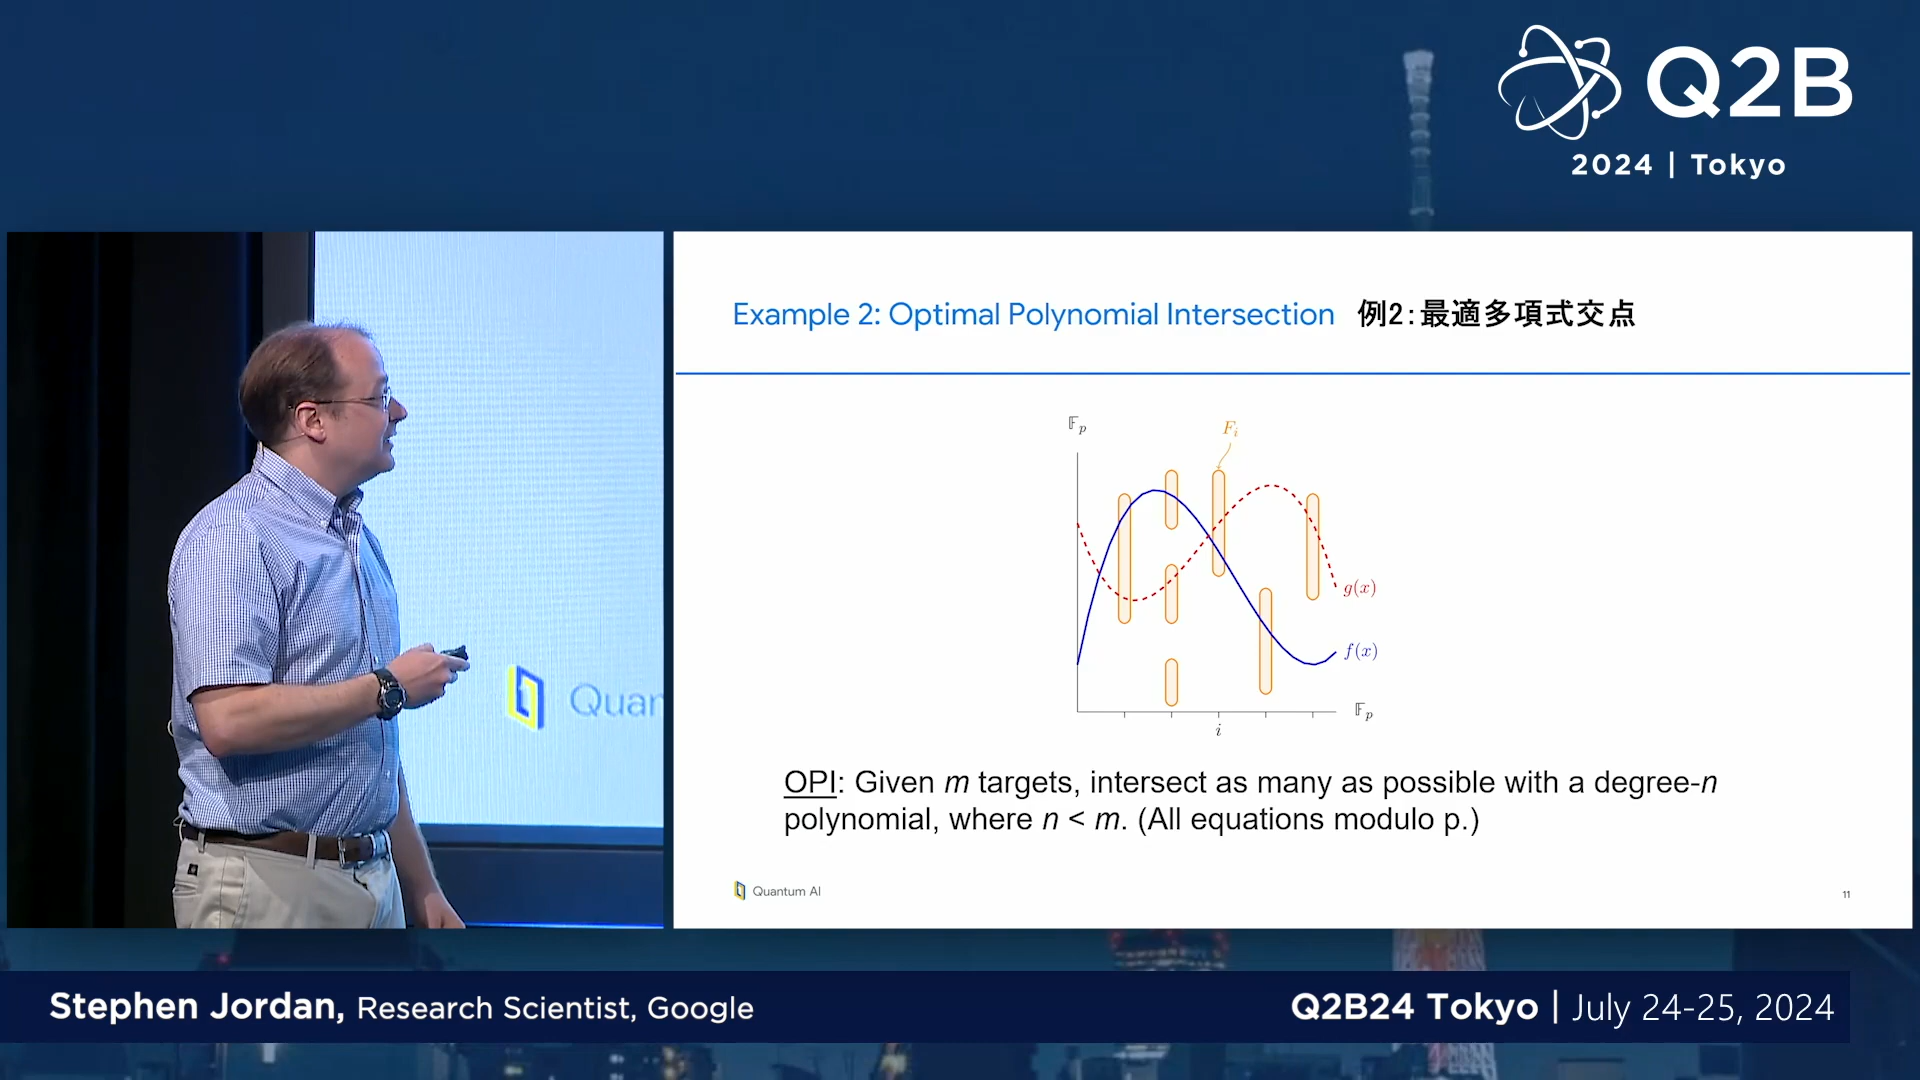 Q2B
2024 | Tokyo
Example 2: Optimal Polynomial Intersection 例2:最適多項式交点
𝔽p
Fi
g(x)
f(x)
𝔽p
i
OPI: Given m targets, intersect as many as possible with a degree-n
polynomial, where n < m. (All equations modulo p.)
Quantum AI
11
Quan
Stephen Jordan, Research Scientist, Google
Q2B24 Tokyo | July 24-25, 2024